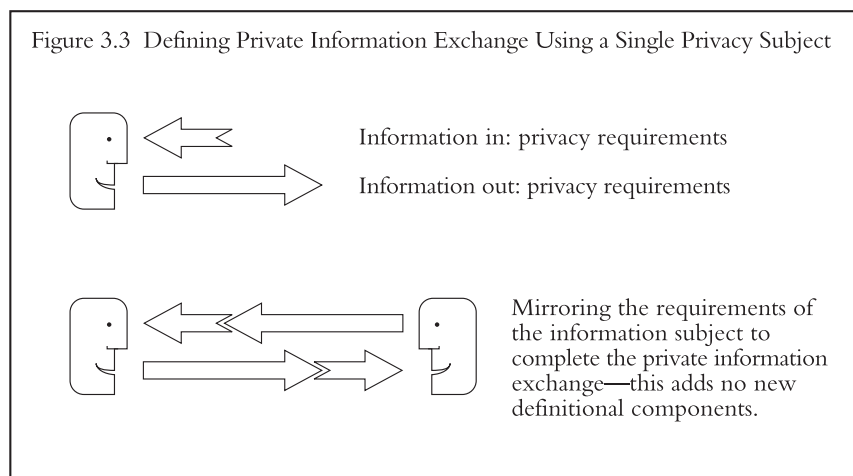 Figure 3.3 Defining Private Information Exchange Using a Single Privacy Subject
Information in: privacy requirements
Information out: privacy requirements
Mirroring the requirements of
the information subject to
complete the private information
exchange—this adds no new
definitional components.